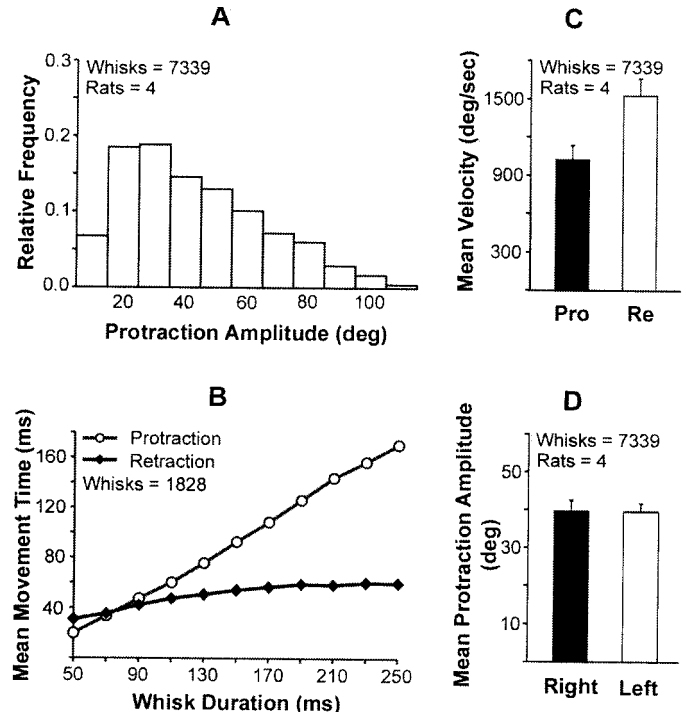 A
Whisks = 7339
Rats = 4
Relative Frequency
0.3
0.2
0.1
0.0
20 40 60 80 100
Protraction Amplitude (deg)
C
Whisks = 7339
Rats = 4
Mean Velocity (deg/sec)
1500
900
300
Pro Re
B
Protraction
Retraction
Whisks = 1828
Mean Movement Time (ms)
160
120
80
40
50 90 130 170 210 250
Whisk Duration (ms)
D
Whisks = 7339
Rats = 4
Mean Protraction Amplitude
(deg)
50
30
10
Right Left